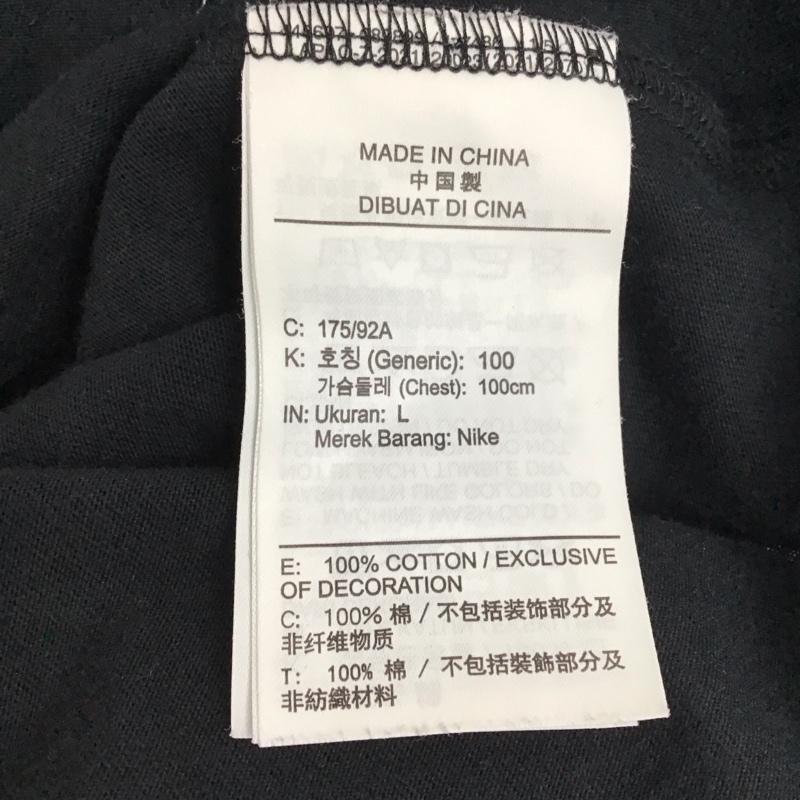 MADE IN CHINA
中国製
DIBUAT DI CINA
C: 175/92A
K: 호칭 (Generic): 100
가슴둘레 (Chest): 100cm
IN: Ukuran: L
Merek Barang: Nike
E: 100% COTTON / EXCLUSIVE
OF DECORATION
C: 100% 棉 / 不包括装饰部分及
非纤维物质
T: 100% 棉 / 不包括裝飾部分及
非紡織材料